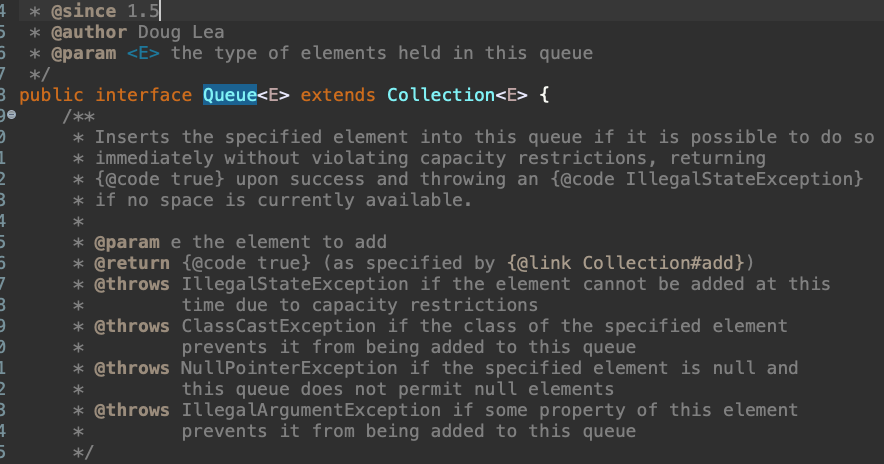 4 * @since 1.5
5 * @author Doug Lea
6 * @param <E> the type of elements held in this queue
7 */
8 public interface Queue<E> extends Collection<E> {
9 /**
0 * Inserts the specified element into this queue if it is possible to do so
1 * immediately without violating capacity restrictions, returning
2 * {@code true} upon success and throwing an {@code IllegalStateException}
3 * if no space is currently available.
4 *
5 * @param e the element to add
6 * @return {@code true} (as specified by {@link Collection#add})
7 * @throws IllegalStateException if the element cannot be added at this
8 * time due to capacity restrictions
9 * @throws ClassCastException if the class of the specified element
0 * prevents it from being added to this queue
1 * @throws NullPointerException if the specified element is null and
2 * this queue does not permit null elements
3 * @throws IllegalArgumentException if some property of this element
4 * prevents it from being added to this queue
5 */